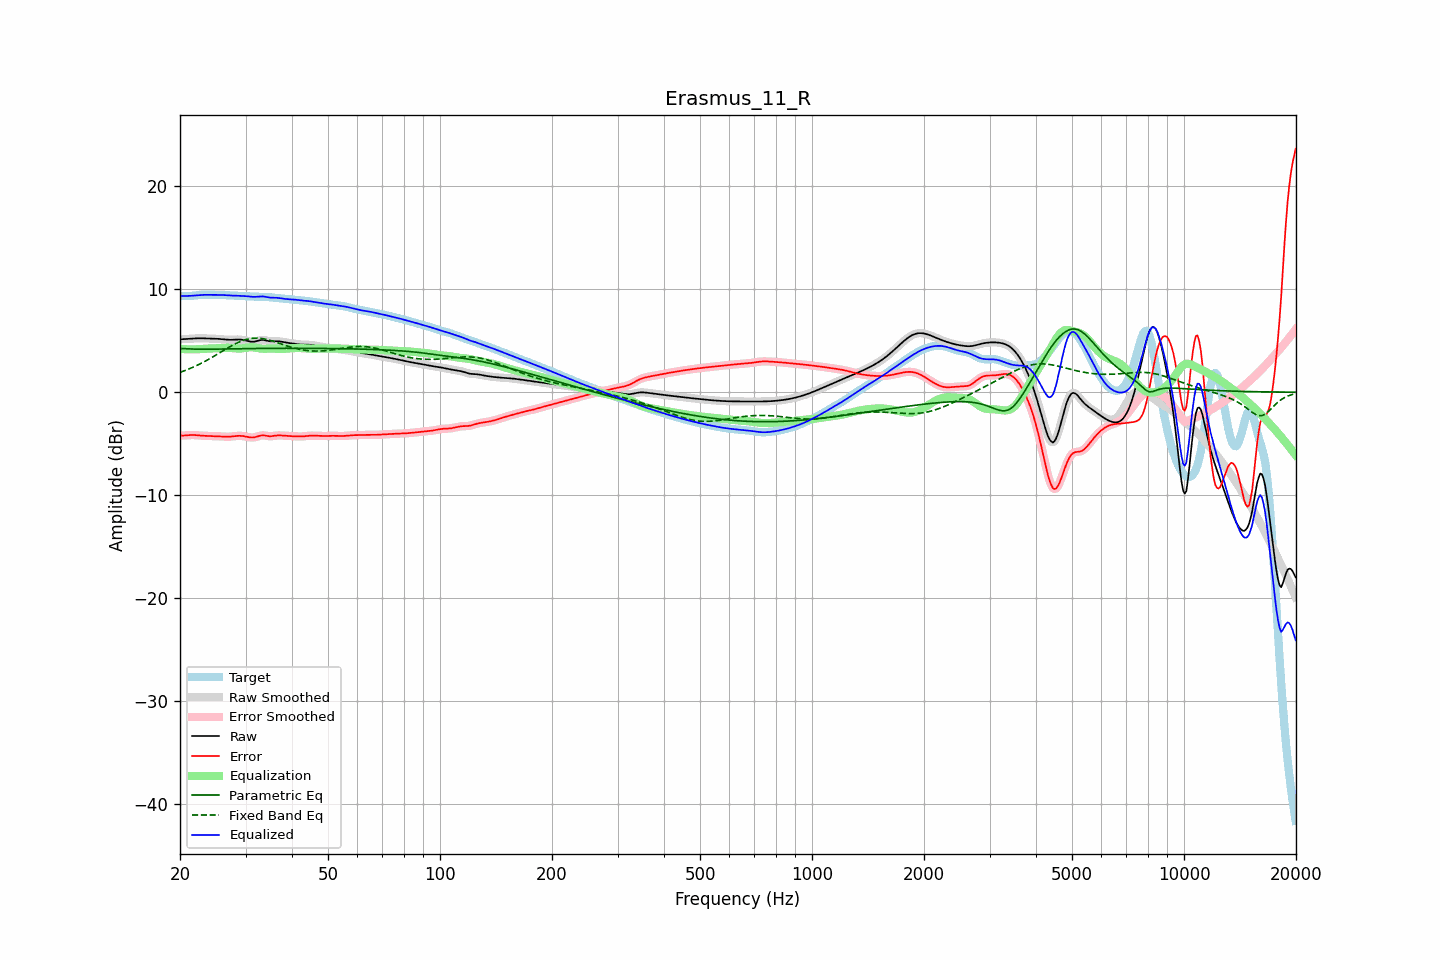 Erasmus_11_R
Amplitude (dBr)
20
10
0
−10
−20
−30
−40
Target
Raw Smoothed
Error Smoothed
Raw
Error
Equalization
Parametric Eq
Fixed Band Eq
Equalized
20 50 100 200 500 1000 2000 5000 10000 20000
Frequency (Hz)